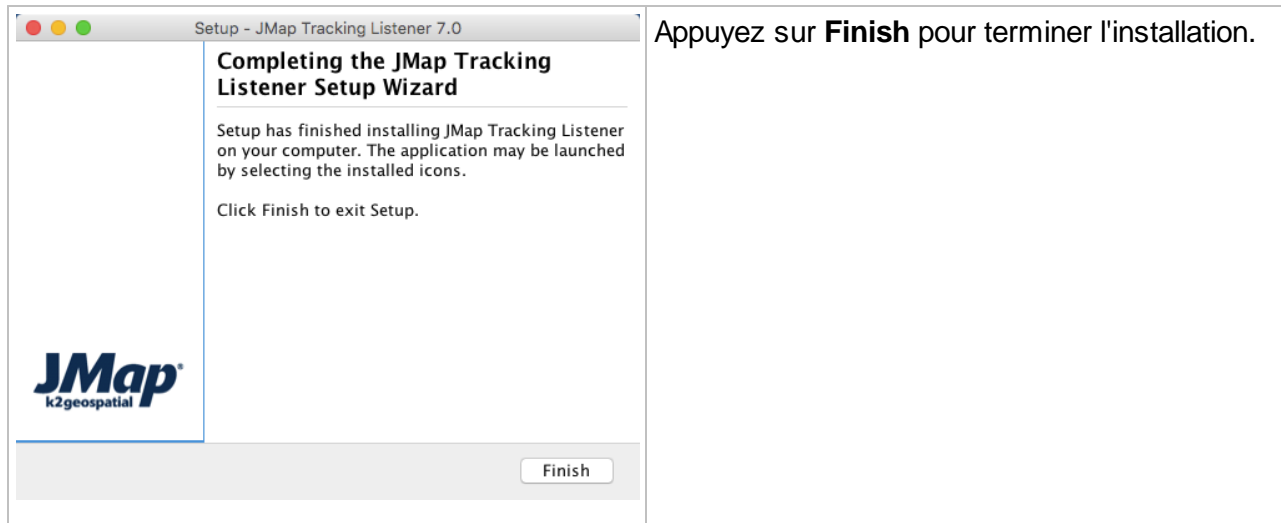 Setup - JMap Tracking Listener 7.0
Completing the JMap Tracking
Listener Setup Wizard
Setup has finished installing JMap Tracking Listener
on your computer. The application may be launched
by selecting the installed icons.
Click Finish to exit Setup.
JMap®
k2geospatial
Finish
Appuyez sur Finish pour terminer l'installation.